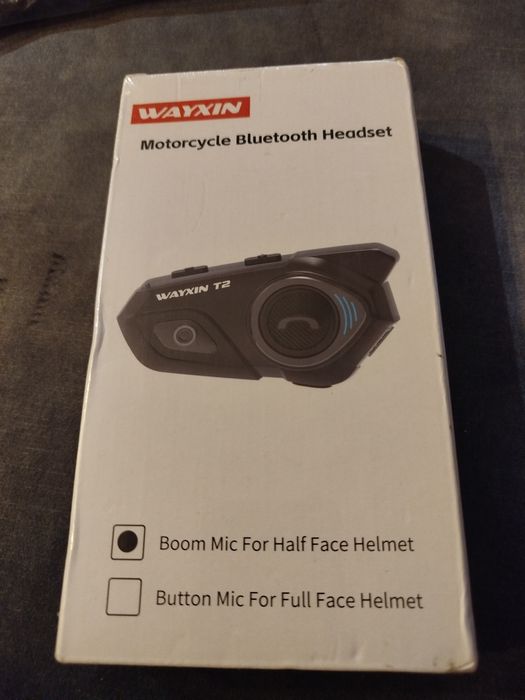 WAYXIN
Motorcycle Bluetooth Headset
WAYXIN T2
Boom Mic For Half Face Helmet
Button Mic For Full Face Helmet